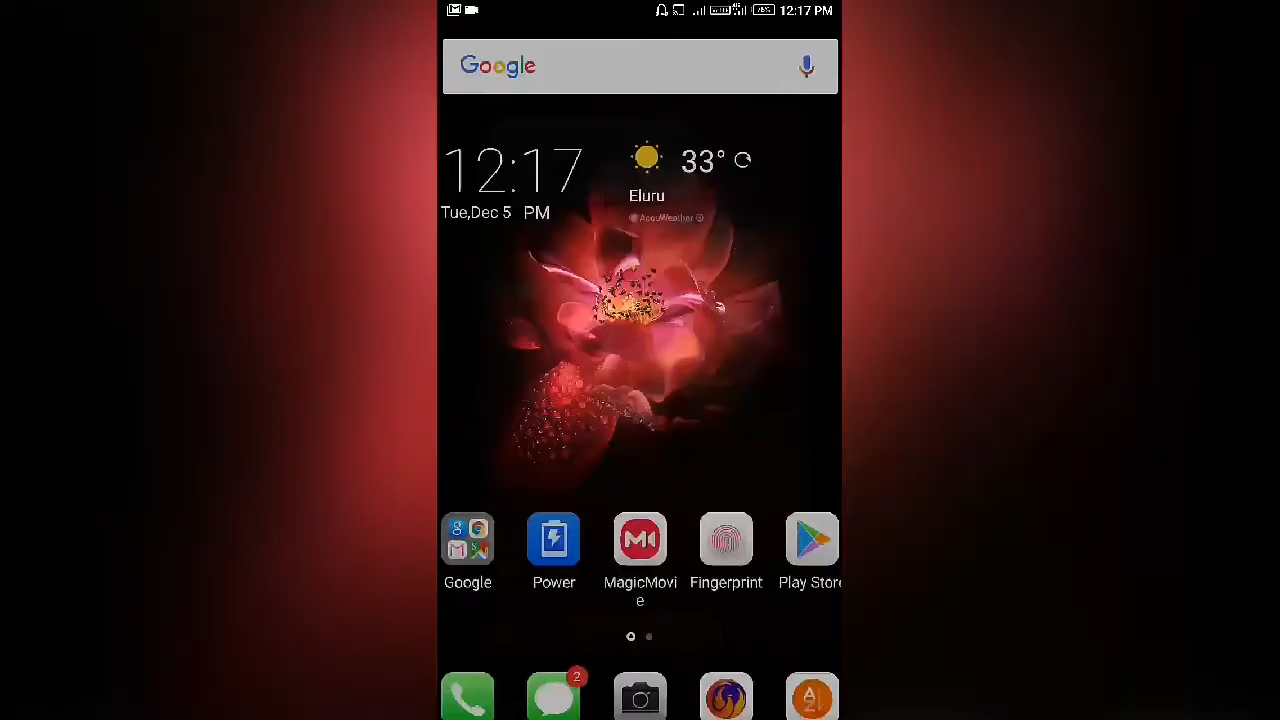 12:17 PM
Google
12:17
33°
Eluru
Tue,Dec 5 PM
AccuWeather
Google
Power
MagicMovi
e
Fingerprint
Play Store
2